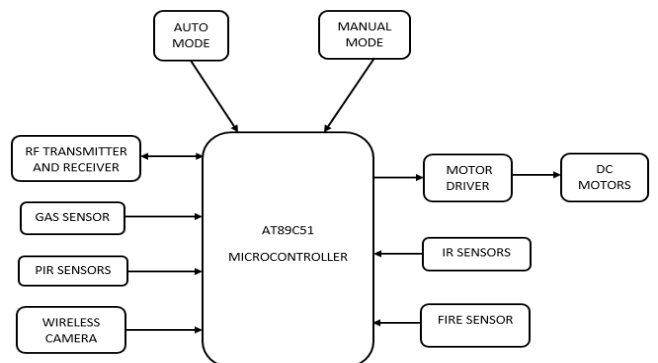 AUTO
MODE
MANUAL
MODE
RF TRANSMITTER
AND RECEIVER
GAS SENSOR
PIR SENSORS
WIRELESS
CAMERA
AT89C51
MICROCONTROLLER
MOTOR
DRIVER
DC
MOTORS
IR SENSORS
FIRE SENSOR